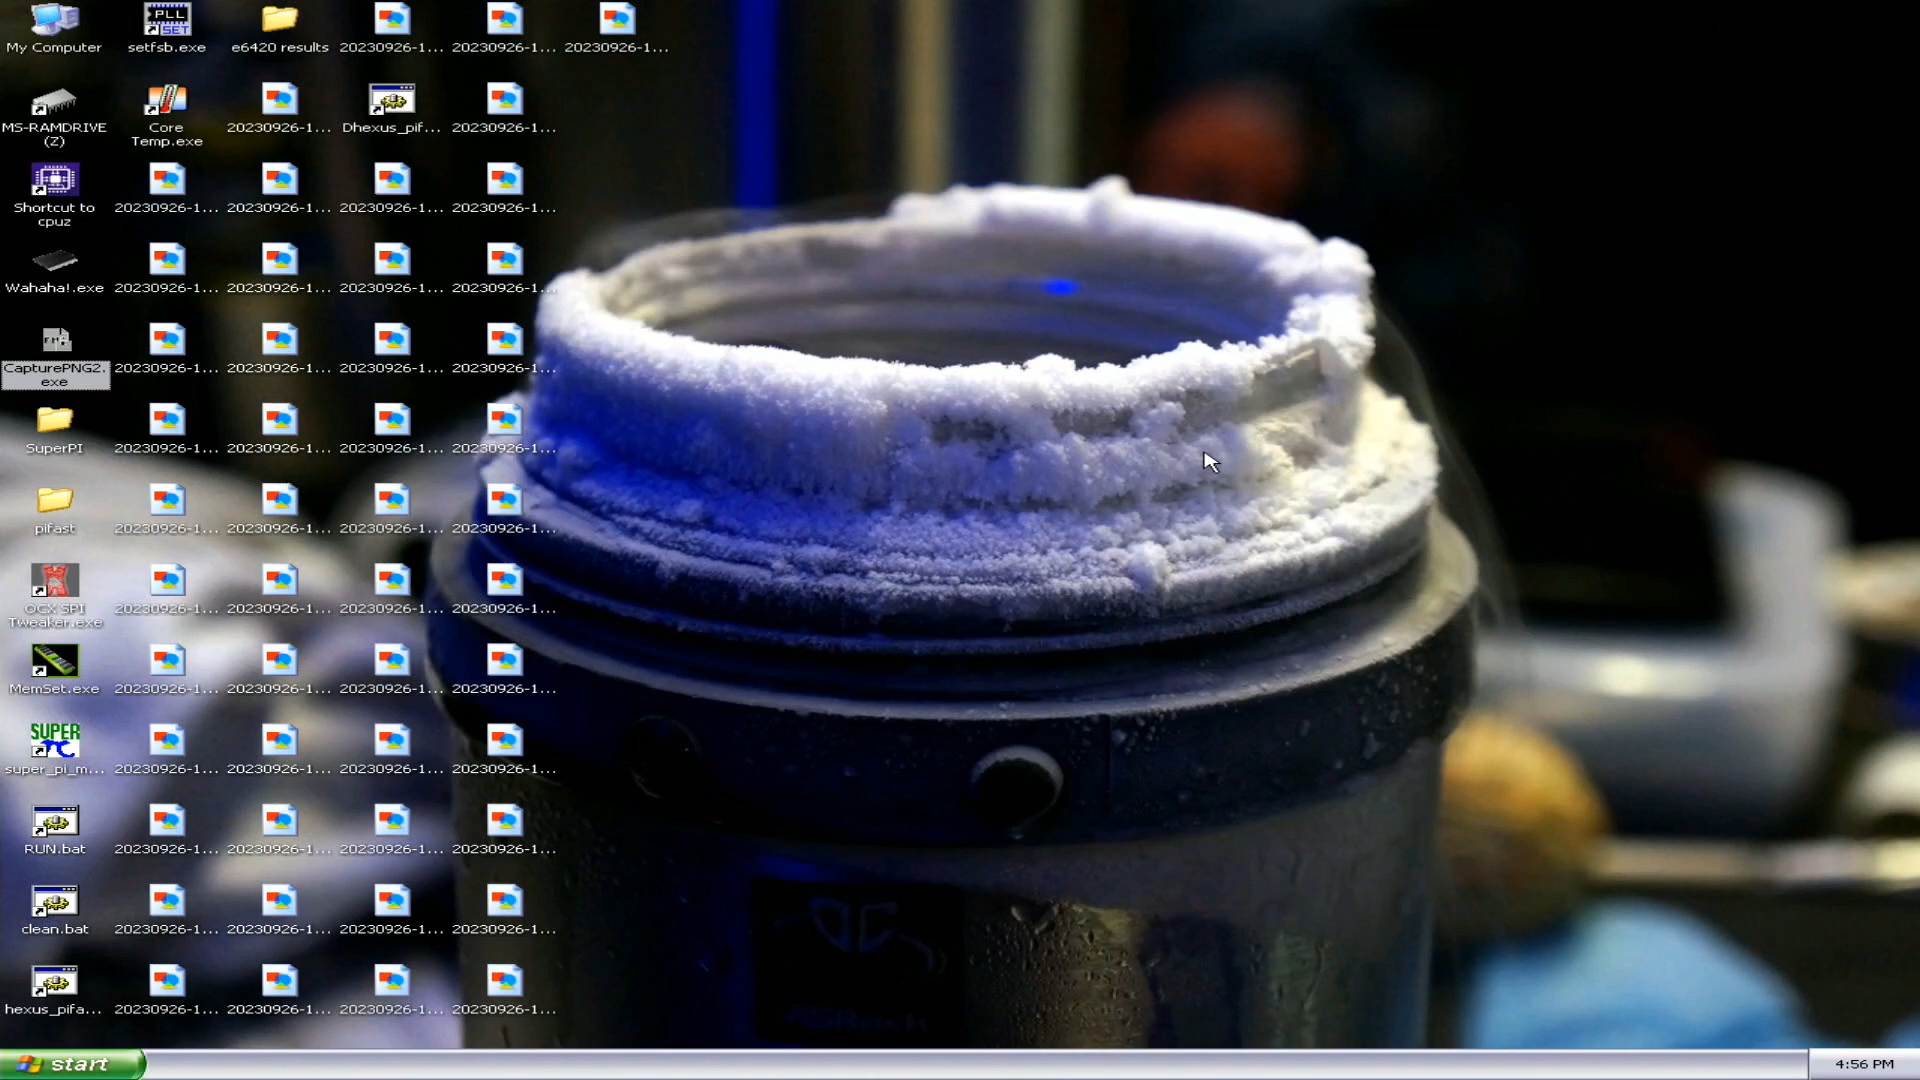 My Computer
setfsb.exe
e6420 results
20230926-1...
20230926-1...
20230926-1...
MS-RAMDRIVE
(Z)
Core
Temp.exe
20230926-1...
Dhexus_pif...
20230926-1...
Shortcut to
cpuz
20230926-1...
20230926-1...
20230926-1...
20230926-1...
Wahaha!.exe
20230926-1...
20230926-1...
20230926-1...
20230926-1...
CapturePNG2.
exe
20230926-1...
20230926-1...
20230926-1...
20230926-1...
SuperPI
20230926-1...
20230926-1...
20230926-1...
20230926-1...
pifast
20230926-1...
20230926-1...
20230926-1...
20230926-1...
OCX SPI
Tweaker.exe
20230926-1...
20230926-1...
20230926-1...
20230926-1...
MemSet.exe
20230926-1...
20230926-1...
20230926-1...
20230926-1...
SUPER
super_pi_m...
20230926-1...
20230926-1...
20230926-1...
20230926-1...
RUN.bat
20230926-1...
20230926-1...
20230926-1...
20230926-1...
clean.bat
20230926-1...
20230926-1...
20230926-1...
20230926-1...
hexus_pifa...
20230926-1...
20230926-1...
20230926-1...
20230926-1...
PLL
SET
start
4:56 PM